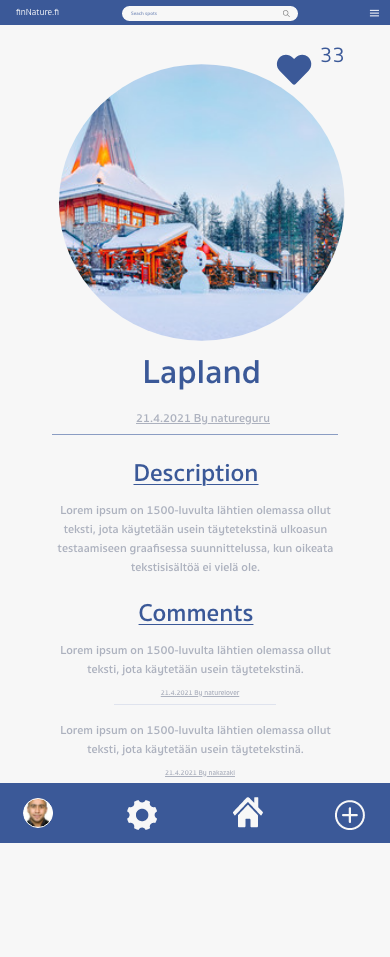 finNature.fi
Seach spots
33
Lapland
21.4.2021 By natureguru
Description
Lorem ipsum on 1500-luvulta lähtien olemassa ollut
teksti, jota käytetään usein täytetekstinä ulkoasun
testaamiseen graafisessa suunnittelussa, kun oikeata
tekstisisältöä ei vielä ole.
Comments
Lorem ipsum on 1500-luvulta lähtien olemassa ollut
teksti, jota käytetään usein täytetekstinä.
21.4.2021 By naturelover
Lorem ipsum on 1500-luvulta lähtien olemassa ollut
teksti, jota käytetään usein täytetekstinä.
21.4.2021 By nakazaki